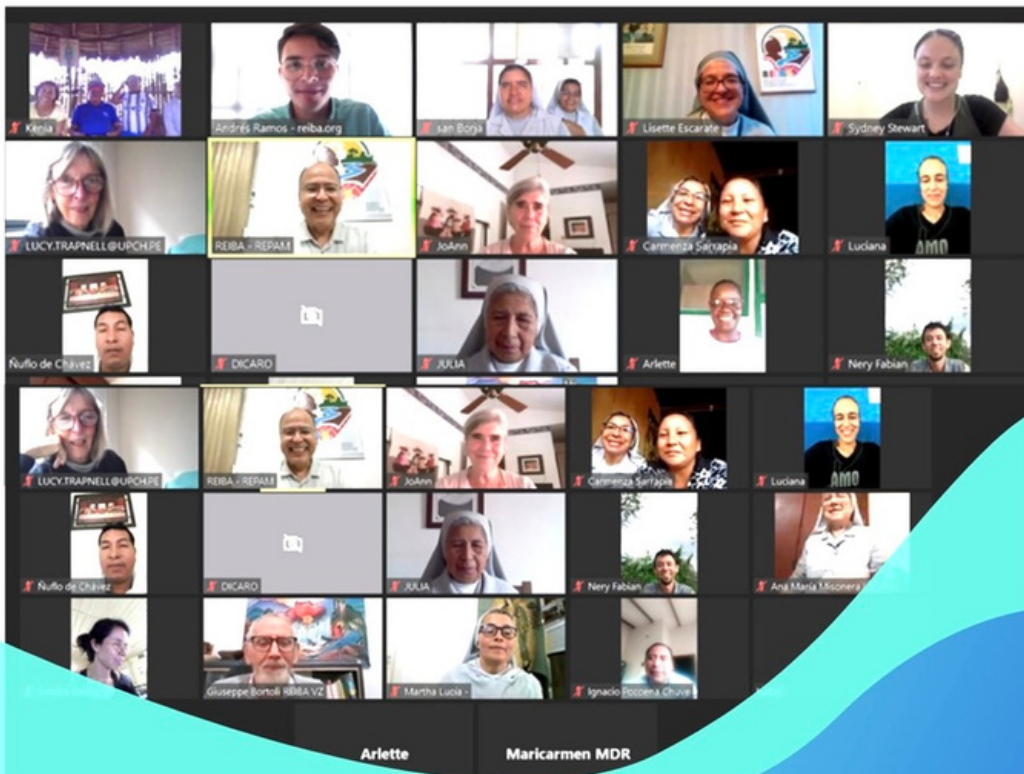 Kenia
Andrés Ramos - reiba.org
san Borja
Lisette Escarate
Sydney Stewart
LUCY.TRAPNELL@UPCH.PE
REIBA - REPAM
JoAnn
Carmenza Sarrapia
Luciana
AMO
Ñuflo de Chávez
DICARO
JULIA
Arlette
Nery Fabian
LUCY.TRAPNELL@UPCH.PE
REIBA - REPAM
JoAnn
Carmenza Sarrapia
Luciana
AMO
Ñuflo de Chávez
DICARO
JULIA
Nery Fabian
Ana María Misonera
Giuseppe Bortoli REIBA VZ
Martha Lucia -
Ignacio Pocoena Chuve
Arlette
Maricarmen MDR